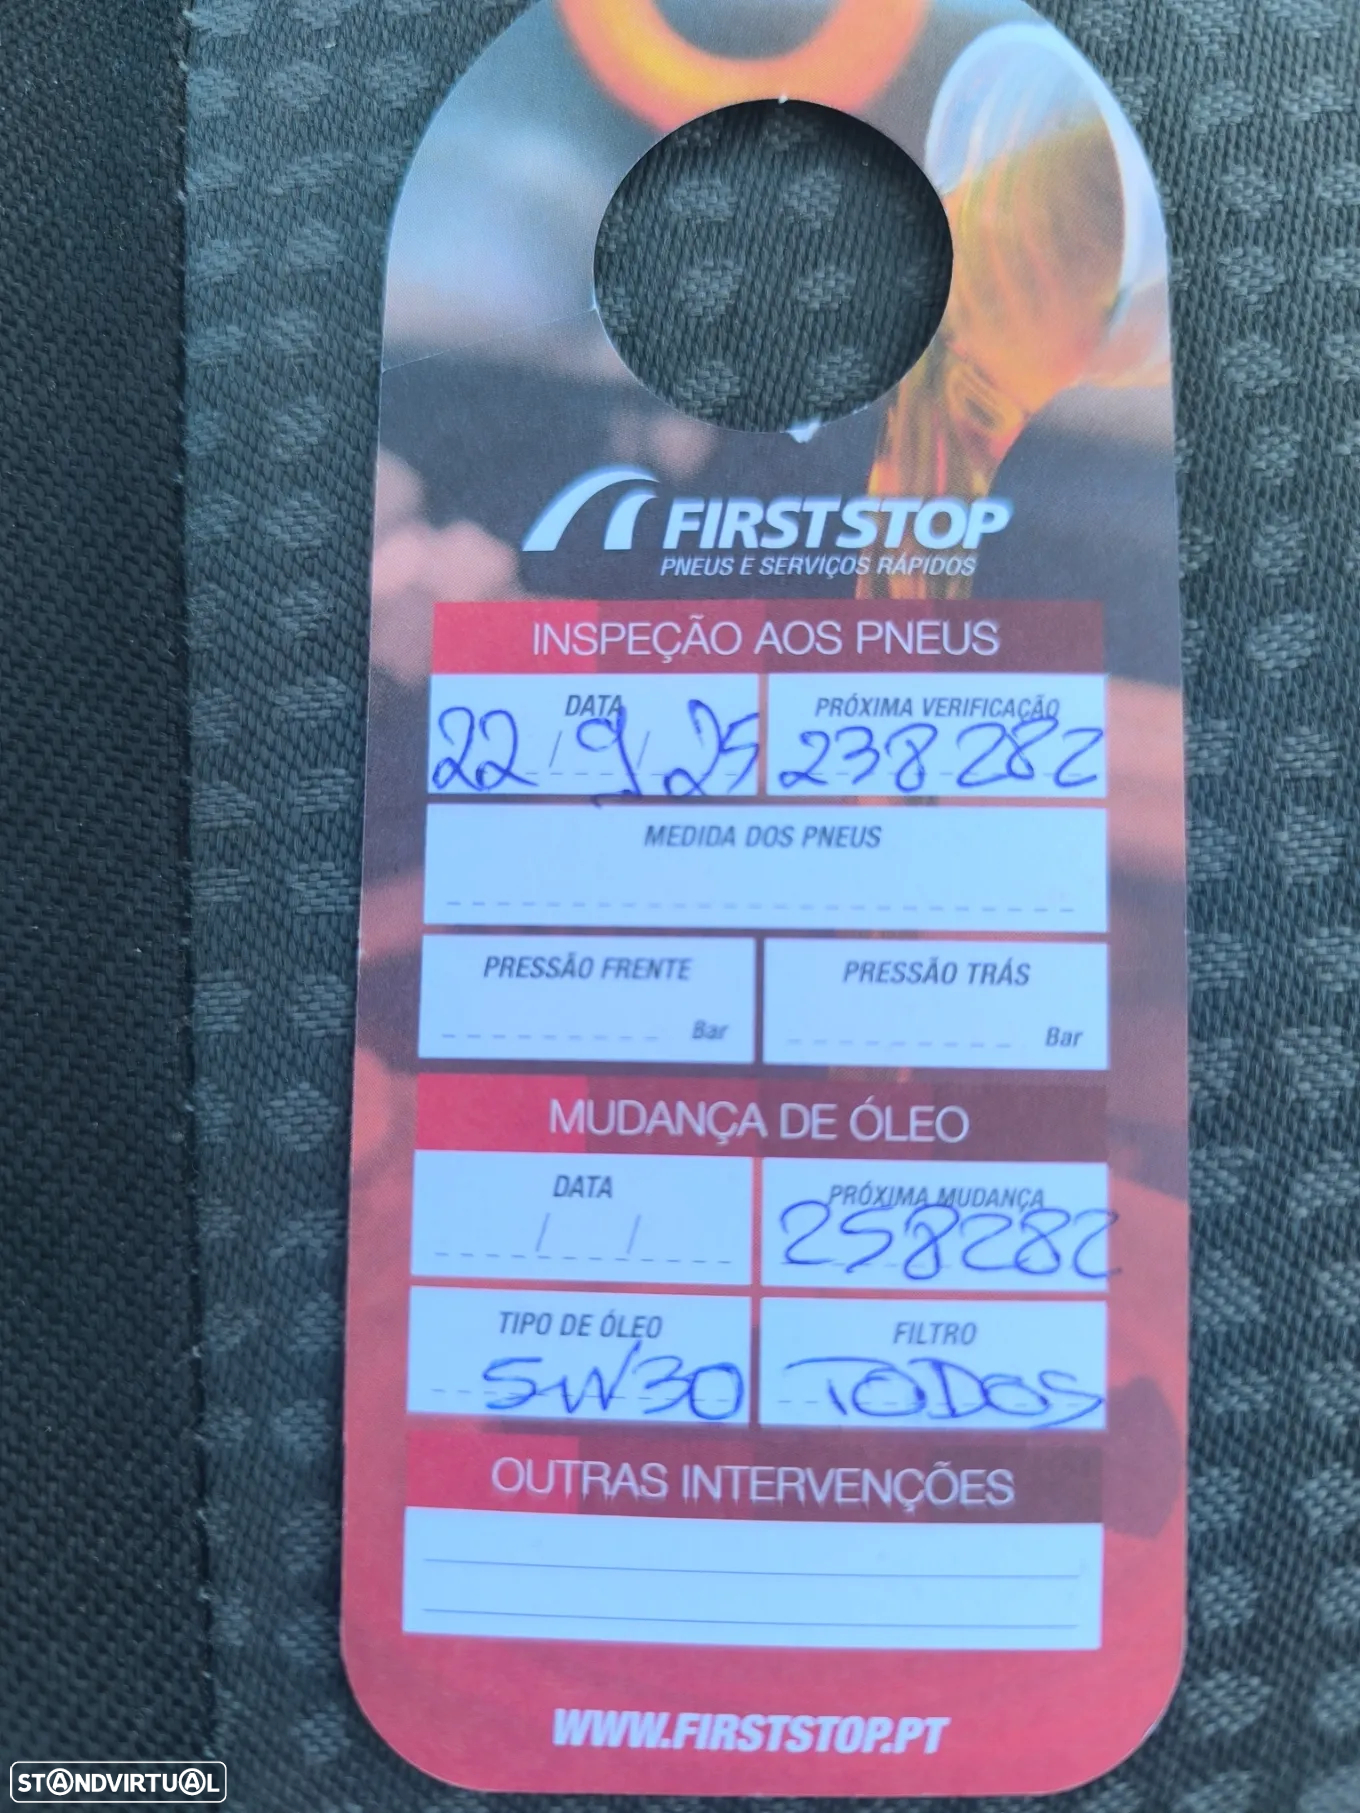 FIRSTSTOP
PNEUS E SERVIÇOS RÁPIDOS
INSPEÇÃO AOS PNEUS
DATA PRÓXIMA VERIFICAÇÃO
22 / 9 / 25 238282
MEDIDA DOS PNEUS
PRESSÃO FRENTE PRESSÃO TRÁS
Bar Bar
MUDANÇA DE ÓLEO
DATA PRÓXIMA MUDANÇA
/ / 258282
TIPO DE ÓLEO FILTRO
5W30 TODOS
OUTRAS INTERVENÇÕES
WWW.FIRSTSTOP.PT
STANDVIRTUAL